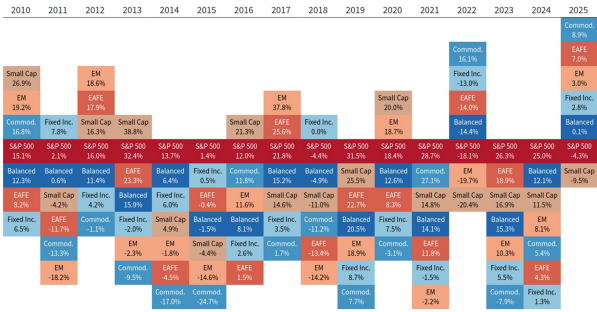 2010 2011 2012 2013 2014 2015 2016 2017 2018 2019 2020 2021 2022 2023 2024 2025
Commod.
8.9%
Commod. EAFE
16.1% 7.0%
Small Cap EM Fixed Inc. EM
26.9% 18.6% -13.0% 3.0%
EM EAFE EM Small Cap EAFE Fixed Inc.
19.2% 17.9% 37.8% 20.0% -14.0% 2.8%
Commod. Fixed Inc. Small Cap Small Cap Small Cap EAFE Fixed Inc. EM Balanced Balanced
16.8% 7.8% 16.3% 38.8% 21.3% 25.6% 0.0% 18.7% -14.4% 0.1%
S&P 500 S&P 500 S&P 500 S&P 500 S&P 500 S&P 500 S&P 500 S&P 500 S&P 500 S&P 500 S&P 500 S&P 500 S&P 500 S&P 500 S&P 500 S&P 500
15.1% 2.1% 16.0% 32.4% 13.7% 1.4% 12.0% 21.8% -4.4% 31.5% 18.4% 28.7% -18.1% 26.3% 25.0% -4.3%
Balanced Balanced Balanced EAFE Balanced Fixed Inc. Commod. Balanced Balanced Small Cap Balanced Commod. EM EAFE Balanced Small Cap
12.3% 0.6% 11.4% 23.3% 6.4% 0.5% 11.8% 15.2% -4.9% 25.5% 12.6% 27.1% -19.7% 18.9% 12.1% -9.5%
EAFE Small Cap Fixed Inc. Balanced Fixed Inc. EAFE EM Small Cap Small Cap EAFE EAFE Small Cap Small Cap Small Cap Small Cap
8.2% -4.2% 4.2% 15.9% 6.0% -0.4% 11.6% 14.6% -11.0% 22.7% 8.3% 14.8% -20.4% 16.9% 11.5%
Fixed Inc. EAFE Commod. Fixed Inc. Small Cap Balanced Balanced Fixed Inc. Commod. Balanced Fixed Inc. Balanced Balanced EM
6.5% -11.7% -1.1% -2.0% 4.9% -1.5% 8.1% 3.5% -11.2% 20.5% 7.5% 14.1% 15.3% 8.1%
Commod. EM EM Small Cap Fixed Inc. Commod. EAFE EM Commod. EAFE EM Commod.
-13.3% -2.3% -1.8% -4.4% 2.6% 1.7% -13.4% 18.9% -3.1% 11.8% 10.3% 5.4%
EM Commod. EAFE EM EAFE EM Fixed Inc. Fixed Inc. Fixed Inc. EAFE
-18.2% -9.5% -4.5% -14.6% 1.5% -14.2% 8.7% -1.5% 5.5% 4.3%
Commod. Commod. Commod. EM Commod. Fixed Inc.
-17.0% -24.7% 7.7% -2.2% -7.9% 1.3%